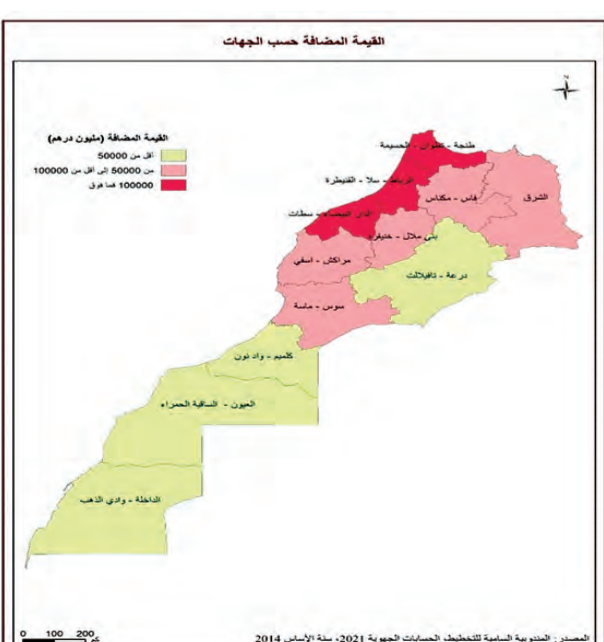 القيمة المضافة حسب الجهات
N
القيمة المضافة (مليون درهم)
أقل من 50000
من 50000 إلى أقل من 100000
100000 فما فوق
طنجة - تطوان - الحسيمة
الرباط - سلا - القنيطرة
فاس - مكناس
الشرق
الدار البيضاء - سطات
بني ملال - خنيفرة
مراكش - اسفي
درعة - تافيلالت
سوس - ماسة
كلميم - واد نون
العيون - الساقية الحمراء
الداخلة - وادي الذهب
0 100 200
كم
المصدر : المندوبية السامية للتخطيط، الحسابات الجهوية 2021، سنة الأساس 2014